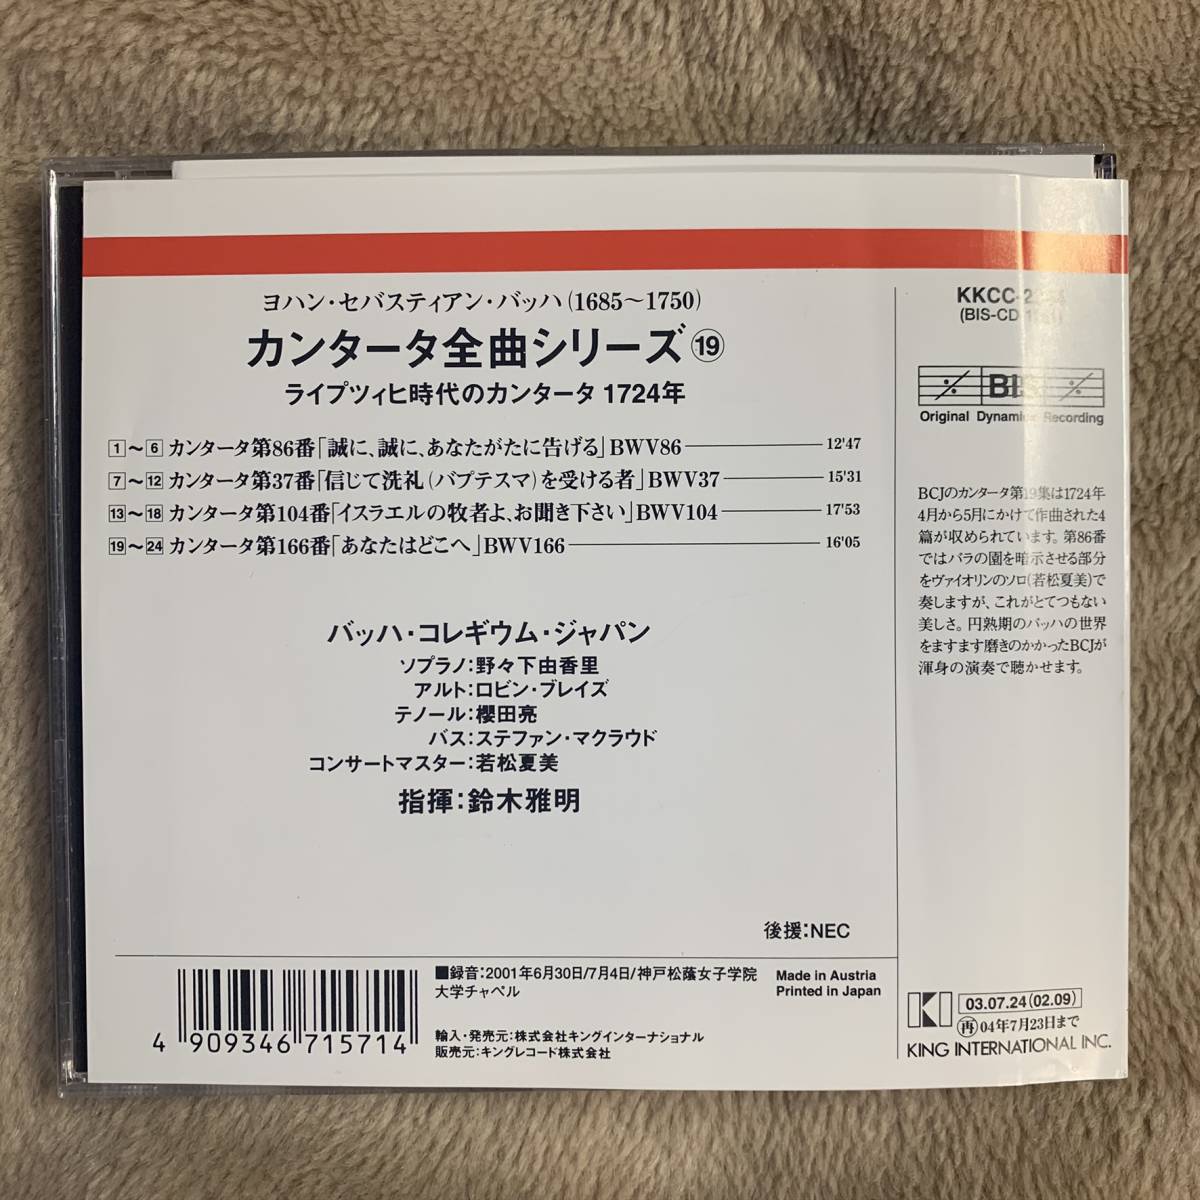 ヨハン・セバスティアン・バッハ(1685〜1750)
カンタータ全曲シリーズ⑲
ライプツィヒ時代のカンタータ 1724年
1〜6 カンタータ第86番「誠に、誠に、あなたがたに告げる」BWV86 12'47
7〜12 カンタータ第37番「信じて洗礼(バプテスマ)を受ける者」BWV37 15'31
13〜18 カンタータ第104番「イスラエルの牧者よ、お聞き下さい」BWV104 17'53
19〜24 カンタータ第166番「あなたはどこへ」BWV166 16'05
バッハ・コレギウム・ジャパン
ソプラノ:野々下由香里
アルト:ロビン・ブレイズ
テノール:櫻田亮
バス:ステファン・マクラウド
コンサートマスター:若松夏美
指揮:鈴木雅明
後援:NEC
4 909346 715714
■録音:2001年6月30日/7月4日/神戸松蔭女子学院
大学チャペル
輸入・発売元:株式会社キングインターナショナル
販売元:キングレコード株式会社
Made in Austria
Printed in Japan
BIS
Original Dynamic Recording
BCJのカンタータ第19集は1724年
4月から5月にかけて作曲された4
篇が収められています。第86番
ではバラの園を暗示させる部分
をヴァイオリンのソロ(若松夏美)で
奏しますが、これがとてつもない
美しさ。円熟期のバッハの世界
をますます磨きのかかったBCJが
渾身の演奏で聴かせます。
03.07.24(02.09)
再 04年7月23日まで
KING INTERNATIONAL INC.